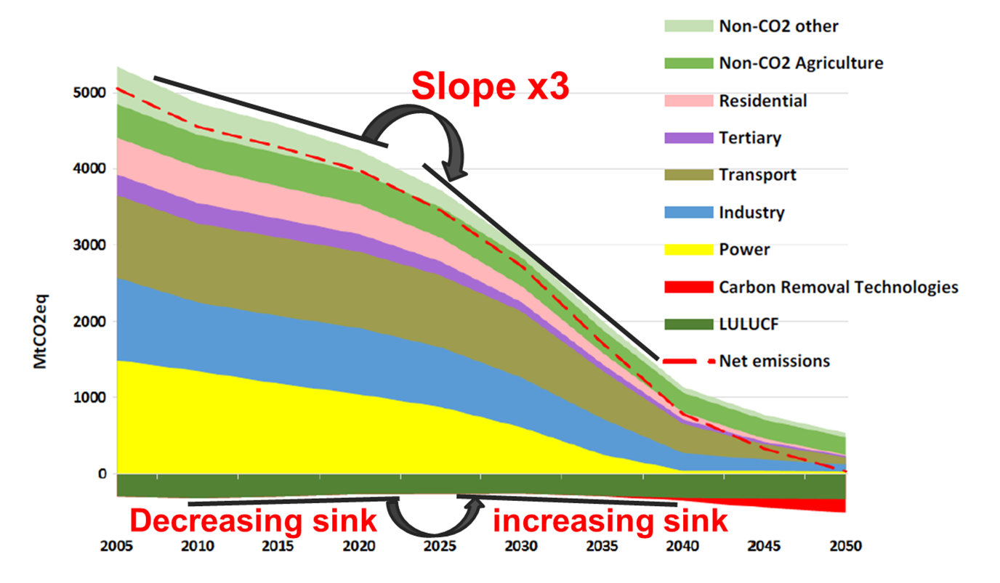 Non-CO2 other
Non-CO2 Agriculture
Residential
Tertiary
Transport
Industry
Power
Carbon Removal Technologies
LULUCF
Net emissions
Slope x3
MtCO2eq
5000
4000
3000
2000
1000
0
Decreasing sink
increasing sink
2005 2010 2015 2020 2025 2030 2035 2040 2045 2050